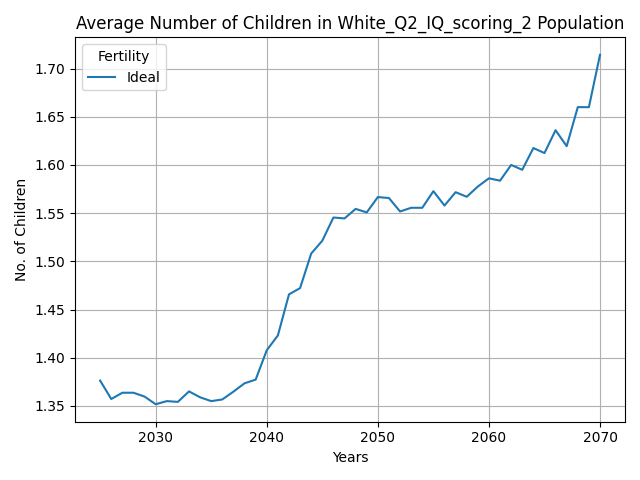 Average Number of Children in White_Q2_IQ_scoring_2 Population
Fertility
Ideal
1.70
1.65
1.60
1.55
1.50
1.45
1.40
1.35
No. of Children
2030 2040 2050 2060 2070
Years